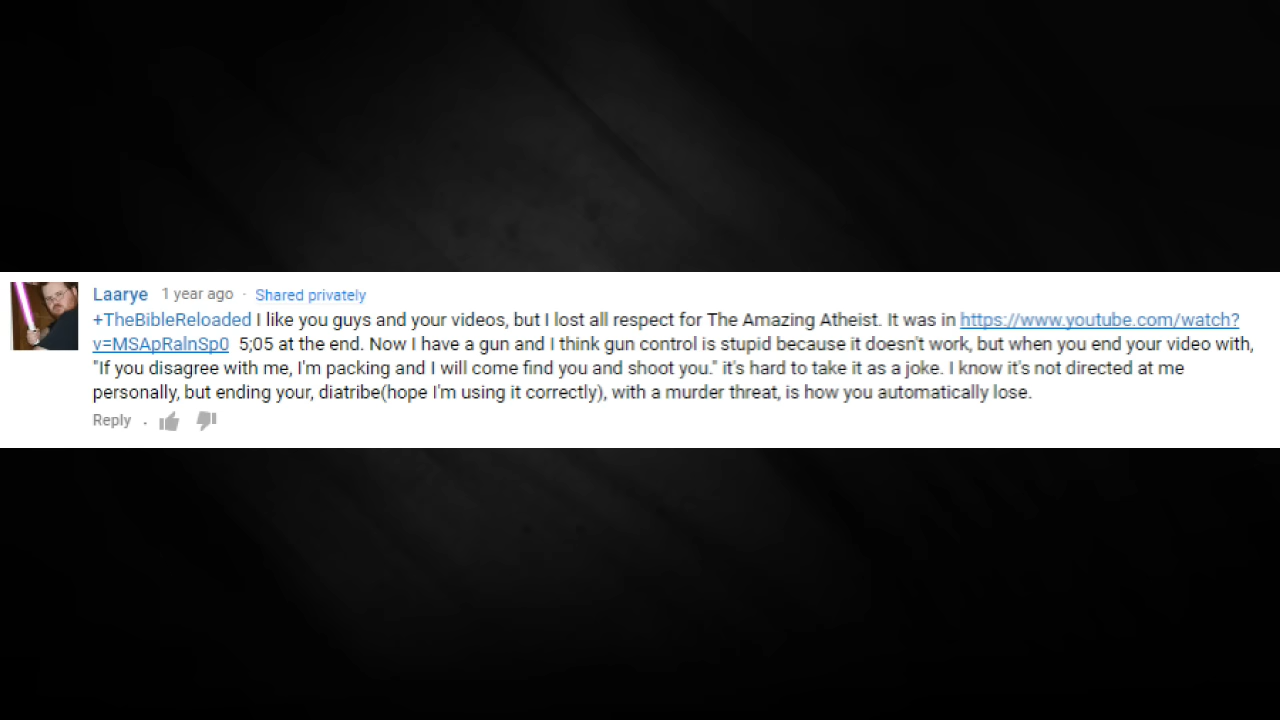 Laarye 1 year ago · Shared privately
+TheBibleReloaded I like you guys and your videos, but I lost all respect for The Amazing Atheist. It was in https://www.youtube.com/watch?
v=MSApRalnSp0 5;05 at the end. Now I have a gun and I think gun control is stupid because it doesn't work, but when you end your video with,
"If you disagree with me, I'm packing and I will come find you and shoot you." it's hard to take it as a joke. I know it's not directed at me
personally, but ending your, diatribe(hope I'm using it correctly), with a murder threat, is how you automatically lose.
Reply ·